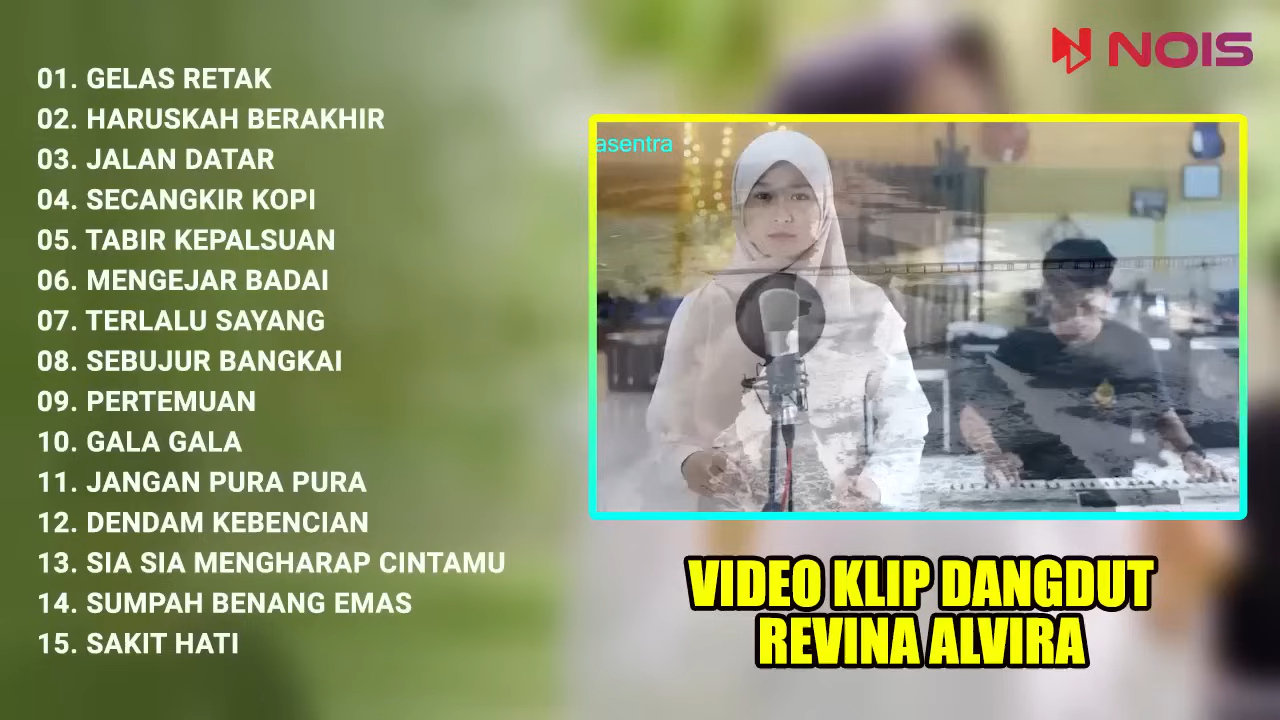 01. GELAS RETAK
02. HARUSKAH BERAKHIR
03. JALAN DATAR
04. SECANGKIR KOPI
05. TABIR KEPALSUAN
06. MENGEJAR BADAI
07. TERLALU SAYANG
08. SEBUJUR BANGKAI
09. PERTEMUAN
10. GALA GALA
11. JANGAN PURA PURA
12. DENDAM KEBENCIAN
13. SIA SIA MENGHARAP CINTAMU
14. SUMPAH BENANG EMAS
15. SAKIT HATI
NOIS
asentra
VIDEO KLIP DANGDUT
REVINA ALVIRA